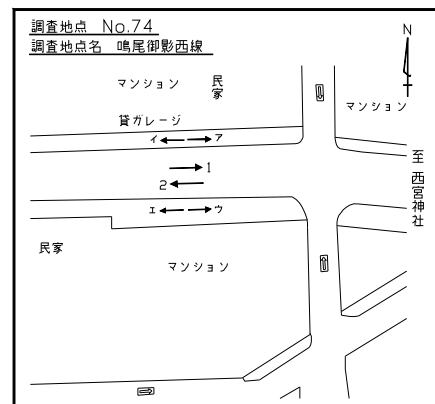 調査地点 No.74
調査地点名 鳴尾御影西線
N
マンション
民家
マンション
貸ガレージ
イ ア
1
2
エ ウ
至 西宮神社
民家
マンション